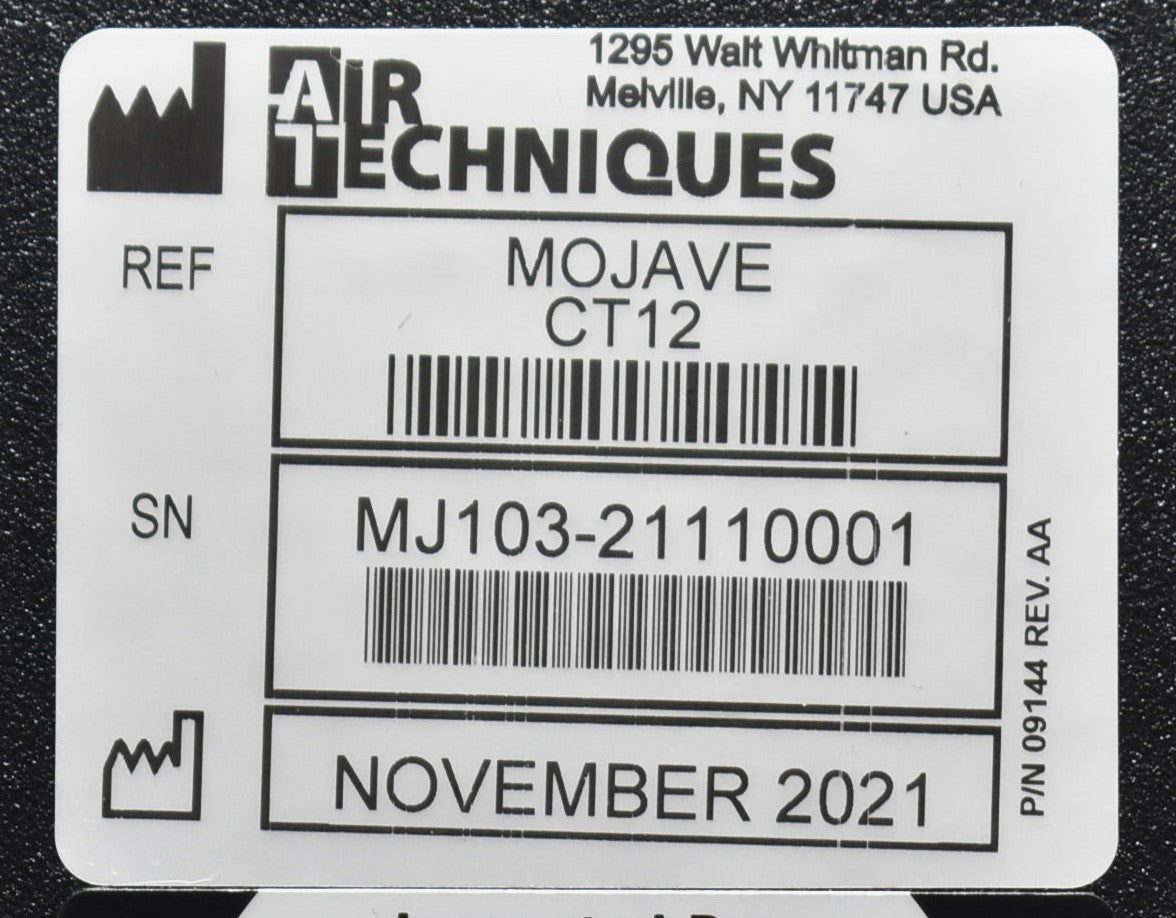 1295 Walt Whitman Rd.
Melville, NY 11747 USA
AIR
TECHNIQUES
REF
MOJAVE
CT12
SN
MJ103-21110001
NOVEMBER 2021
P/N 09144 REV. AA